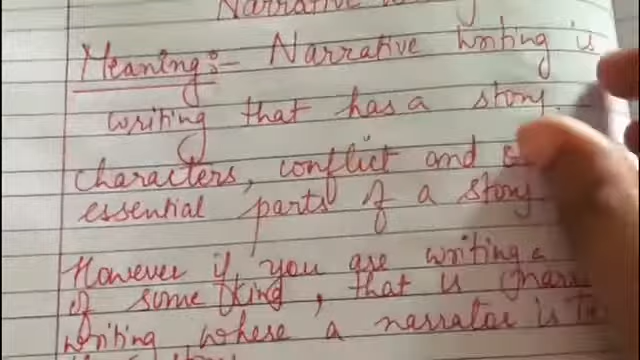 Narrative
Meaning:- Narrative writing is
writing that has a story.
characters, conflict and
essential parts of a story
However if you are writing
of some thing, that is
writing where a narrator is